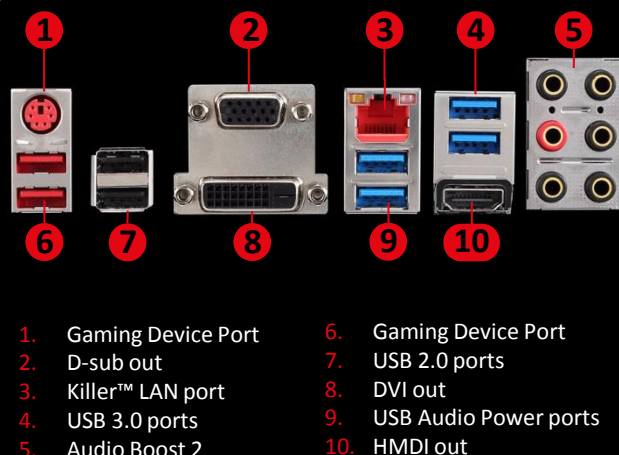 1 2 3 4 5
6 7 8 9 10
1. Gaming Device Port
2. D-sub out
3. Killer™ LAN port
4. USB 3.0 ports
5. Audio Boost 2
6. Gaming Device Port
7. USB 2.0 ports
8. DVI out
9. USB Audio Power ports
10. HMDI out